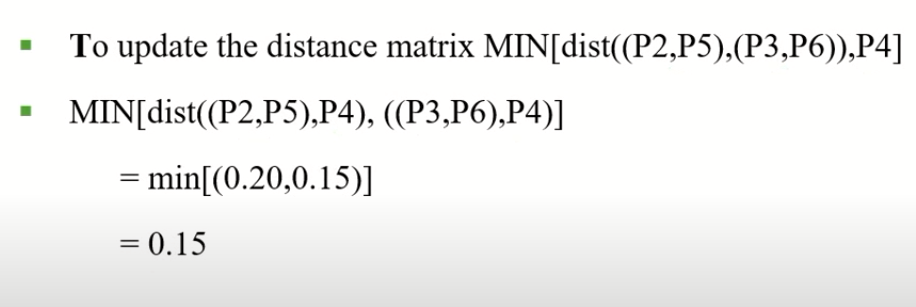 ▪ To update the distance matrix MIN[dist((P2,P5),(P3,P6)),P4]
▪ MIN[dist((P2,P5),P4), ((P3,P6),P4)]
= min[(0.20,0.15)]
= 0.15